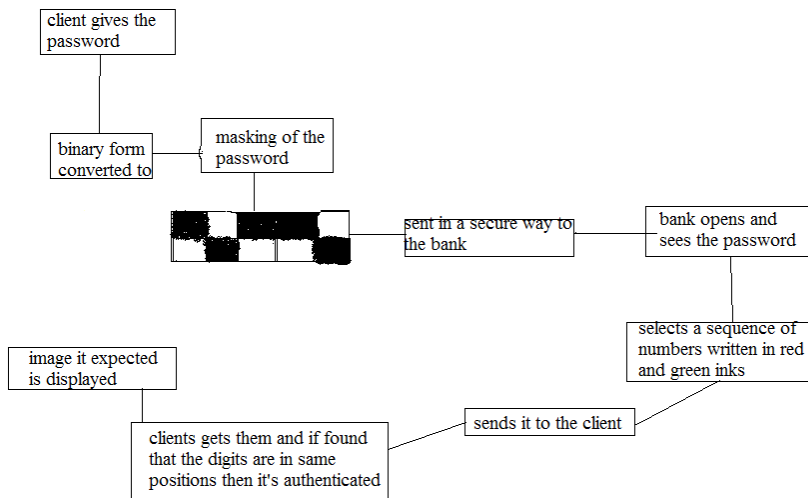 client gives the
password
binary form
converted to
masking of the
password
sent in a secure way to
the bank
bank opens and
sees the password
selects a sequence of
numbers written in red
and green inks
sends it to the client
clients gets them and if found
that the digits are in same
positions then it's authenticated
image it expected
is displayed